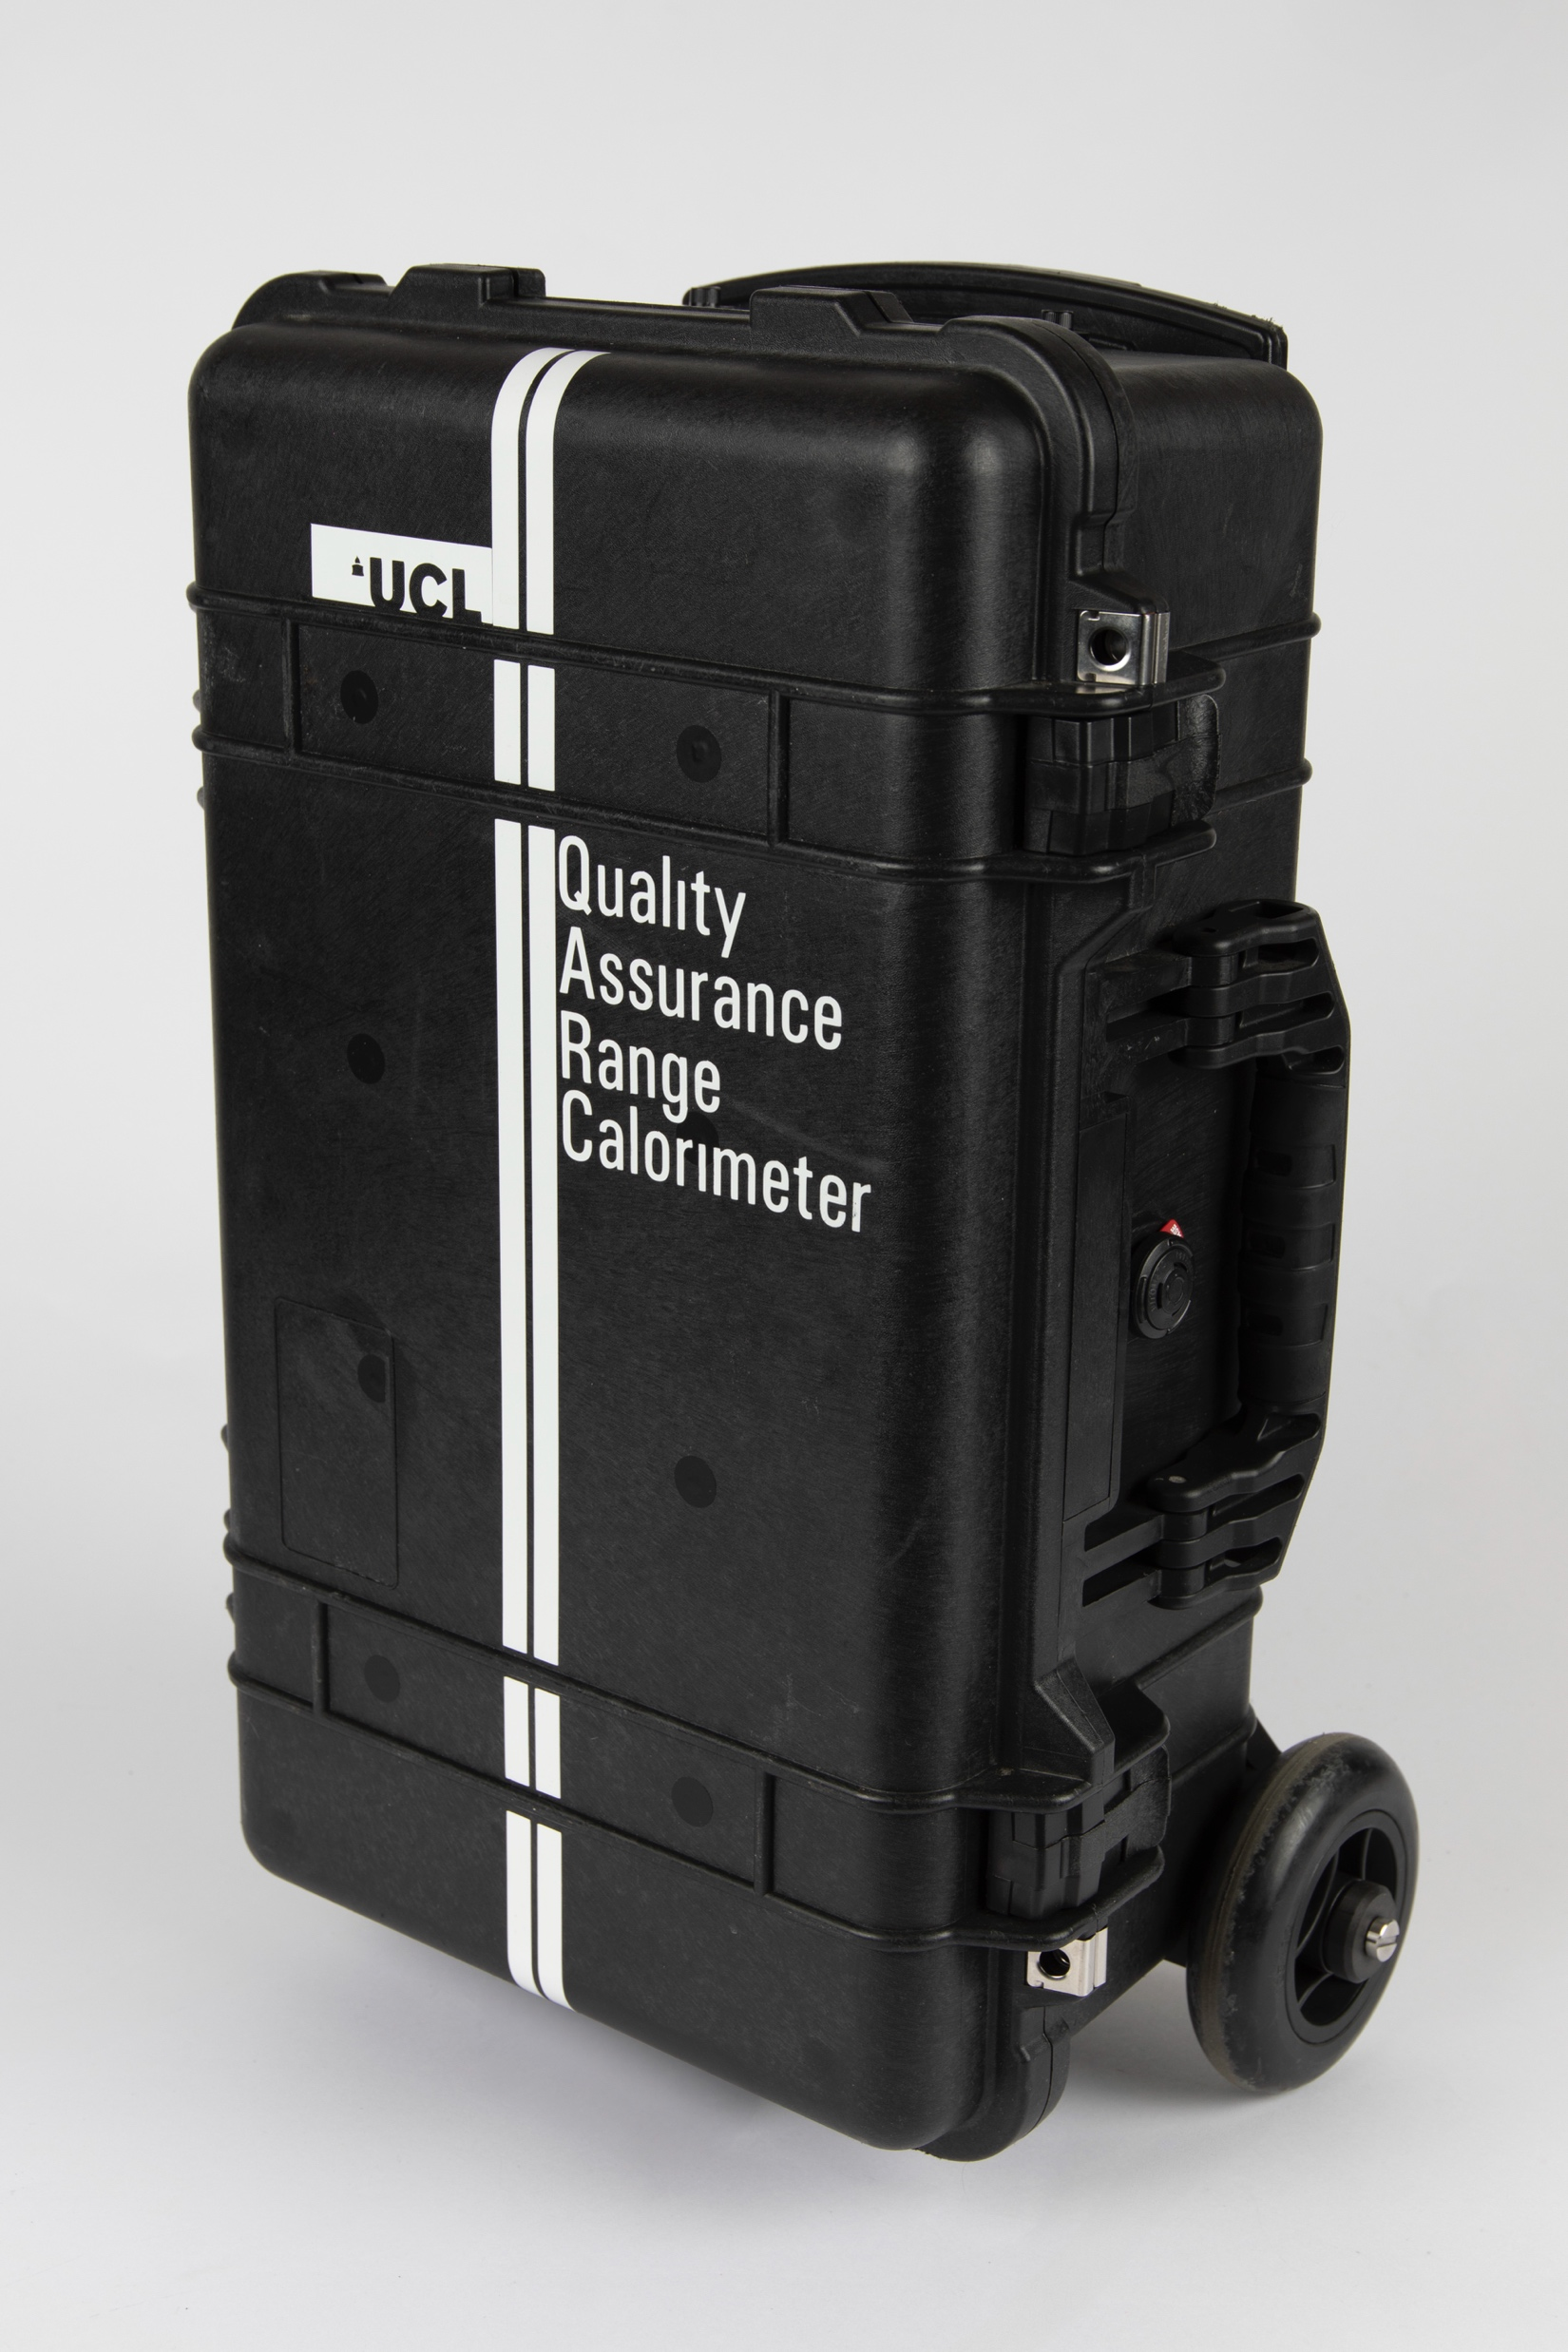 UCL
Quality
Assurance
Range
Calorimeter